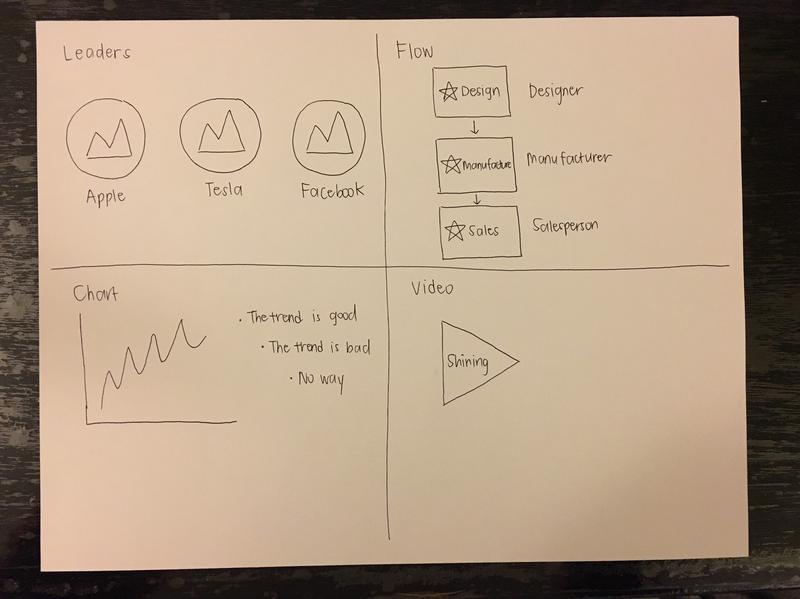 Leaders
Apple
Tesla
Facebook
Flow
Design
Designer
Manufacture
Manufacturer
Sales
Salesperson
Chart
• The trend is good
• The trend is bad
• No way
Video
Shining